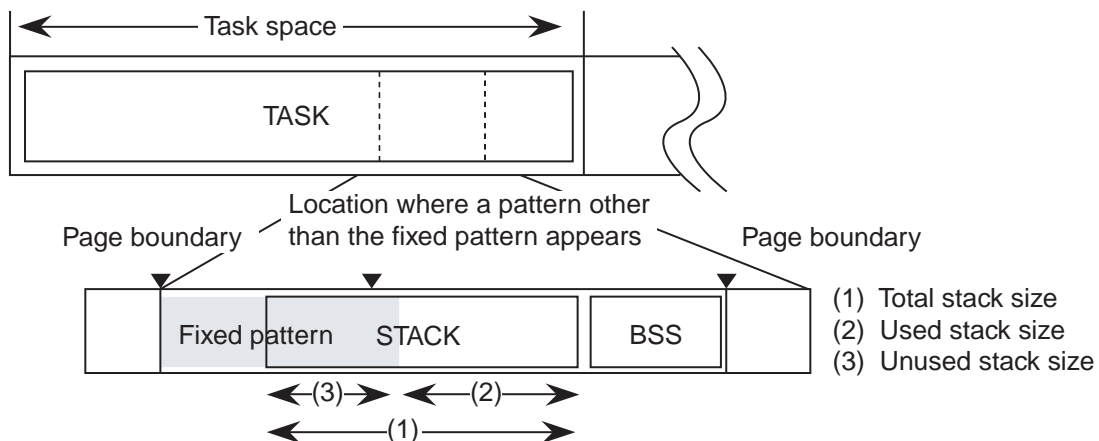 Task space
TASK
Location where a pattern other
than the fixed pattern appears
Page boundary
Page boundary
Fixed pattern
STACK
BSS
(1) Total stack size
(2) Used stack size
(3) Unused stack size
(3)
(2)
(1)